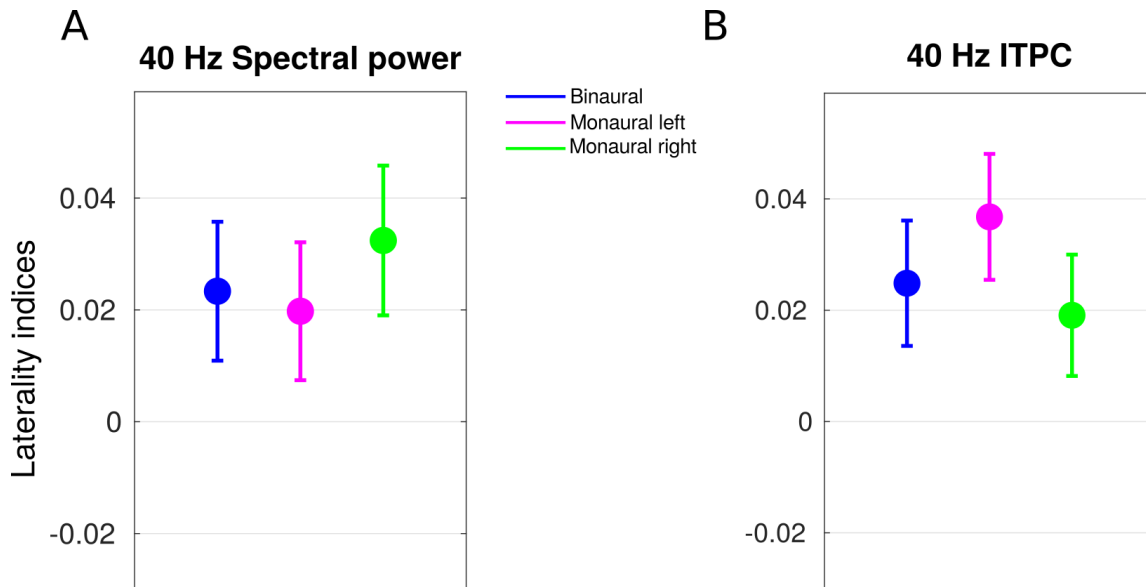 A
40 Hz Spectral power
Laterality indices
0.04
0.02
0
-0.02
Binaural
Monaural left
Monaural right
B
40 Hz ITPC
0.04
0.02
0
-0.02